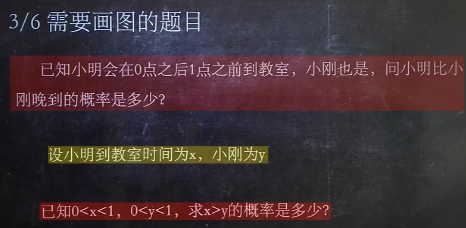 3/6 需要画图的题目
已知小明会在0点之后1点之前到教室，小刚也是，问小明比小
刚晚到的概率是多少？
设小明到教室时间为x，小刚为y
已知0<x<1，0<y<1，求x>y的概率是多少？